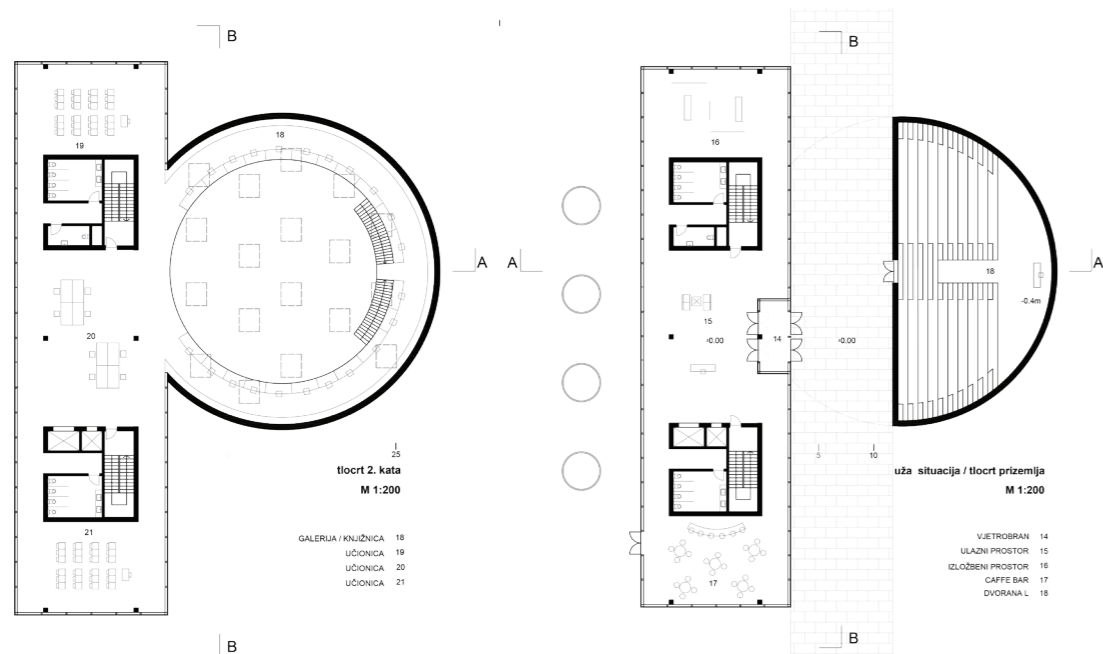 B
18
19
A
20
25
tlocrt 2. kata
M 1:200
21
GALERIJA / KNJIŽNICA 18
UČIONICA 19
UČIONICA 20
UČIONICA 21
B
B
16
A
18
A
-0.4m
15
14
±0.00
±0.00
5
10
uža situacija / tlocrt prizemlja
M 1:200
VJETROBRAN 14
ULAZNI PROSTOR 15
IZLOŽBENI PROSTOR 16
CAFFE BAR 17
DVORANA L 18
17
B